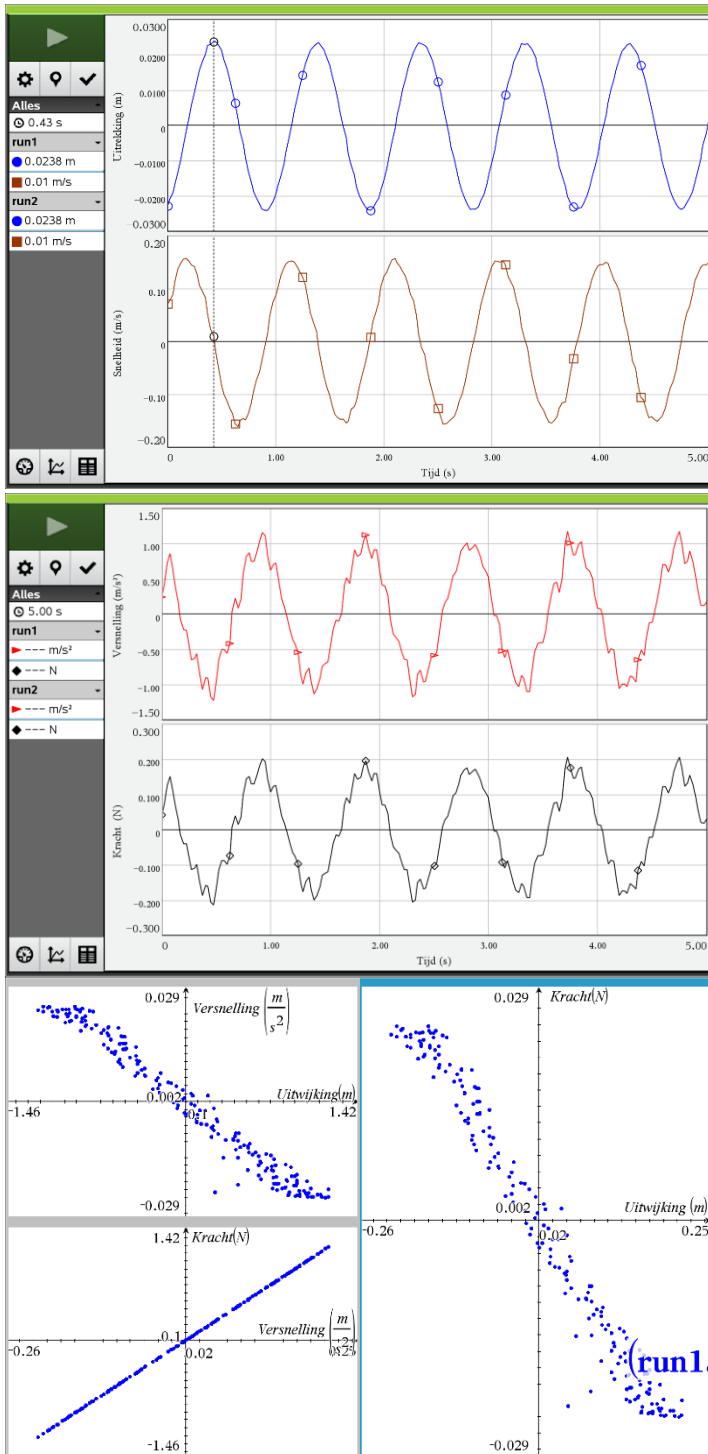 0.0300
0.0100
0
-0.0100
-0.0200
-0.0300
Uitrekking (m)
Alles
0.43 s
run1
0.0238 m
0.01 m/s
run2
0.0238 m
0.01 m/s
0.20
0.10
0
-0.10
-0.20
Snelheid (m/s)
0 1.00 2.00 3.00 4.00 5.00
Tijd (s)
1.50
1.00
0.50
0
-0.50
-1.00
-1.50
Versnelling (m/s²)
Alles
5.00 s
run1
--- m/s²
--- N
run2
--- m/s²
--- N
0.300
0.200
0.100
0
-0.100
-0.200
-0.300
Kracht (N)
0 1.00 2.00 3.00 4.00 5.00
Tijd (s)
0.029
Versnelling (m/s²)
Uitwijking(m)
0.002
0.1
-1.46
1.42
-0.029
1.42
Kracht(N)
Versnelling (m/s²)
0.1
-0.26
0.02
-1.46
0.029
Kracht(N)
Uitwijking (m)
0.002
-0.26
0.02
0.25
(run1.
-0.029